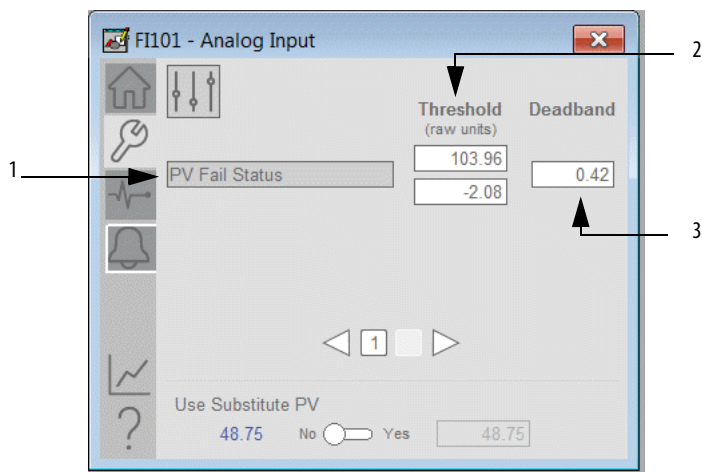 FI101 - Analog Input
2
Threshold Deadband
(raw units)
103.96
1 PV Fail Status 0.42
-2.08
3
1
Use Substitute PV
48.75 No Yes 48.75
?